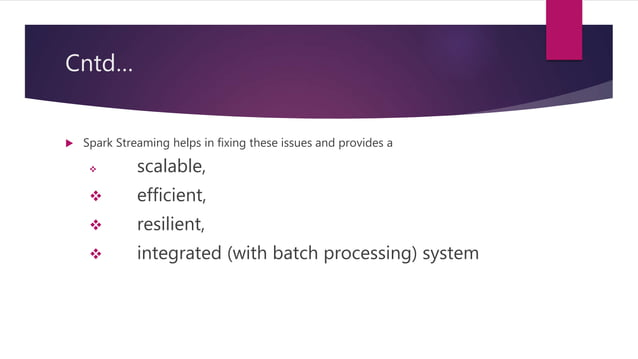 Cntd…
Spark Streaming helps in fixing these issues and provides a
scalable,
efficient,
resilient,
integrated (with batch processing) system